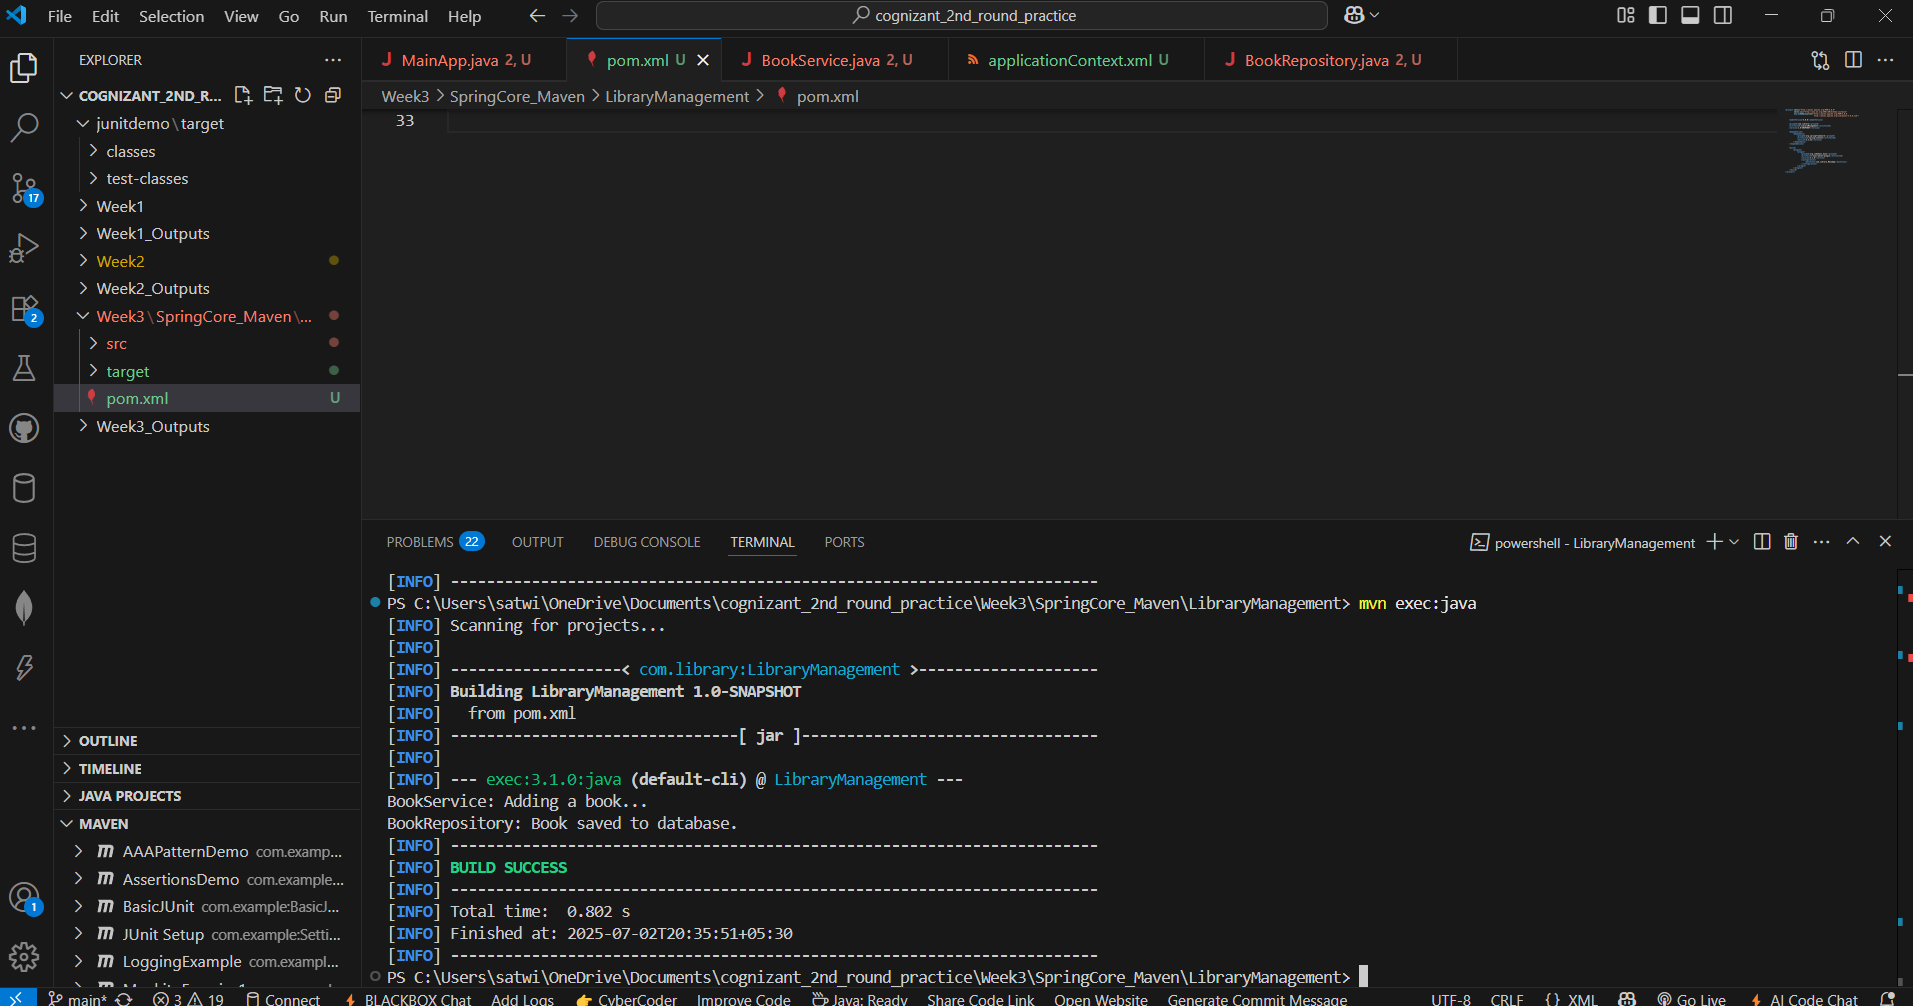 File Edit Selection View Go Run Terminal Help
cognizant_2nd_round_practice
EXPLORER
COGNIZANT_2ND_R...
junitdemo\target
classes
test-classes
Week1
Week1_Outputs
Week2
Week2_Outputs
Week3\SpringCore_Maven\...
src
target
pom.xml U
Week3_Outputs
OUTLINE
TIMELINE
JAVA PROJECTS
MAVEN
AAAPatternDemo com.examp...
AssertionsDemo com.example...
BasicJUnit com.example:BasicJ...
JUnit Setup com.example:Setti...
LoggingExample com.exampl...
17
2
1
MainApp.java 2, U
pom.xml U
BookService.java 2, U
applicationContext.xml U
BookRepository.java 2, U
Week3 > SpringCore_Maven > LibraryManagement > pom.xml
33
PROBLEMS 22 OUTPUT DEBUG CONSOLE TERMINAL PORTS
powershell - LibraryManagement
[INFO] ------------------------------------------------------------------------
PS C:\Users\satwi\OneDrive\Documents\cognizant_2nd_round_practice\Week3\SpringCore_Maven\LibraryManagement> mvn exec:java
[INFO] Scanning for projects...
[INFO]
[INFO] -------------------< com.library:LibraryManagement >--------------------
[INFO] Building LibraryManagement 1.0-SNAPSHOT
[INFO]   from pom.xml
[INFO] --------------------------------[ jar ]---------------------------------
[INFO]
[INFO] --- exec:3.1.0:java (default-cli) @ LibraryManagement ---
BookService: Adding a book...
BookRepository: Book saved to database.
[INFO] ------------------------------------------------------------------------
[INFO] BUILD SUCCESS
[INFO] ------------------------------------------------------------------------
[INFO] Total time:  0.802 s
[INFO] Finished at: 2025-07-02T20:35:51+05:30
[INFO] ------------------------------------------------------------------------
PS C:\Users\satwi\OneDrive\Documents\cognizant_2nd_round_practice\Week3\SpringCore_Maven\LibraryManagement>
main* 3 19 Connect BLACKBOX Chat Add Logs CyberCoder Improve Code Java: Ready Share Code Link Open Website Generate Commit Message UTF-8 CRLF {} XML Go Live AI Code Chat